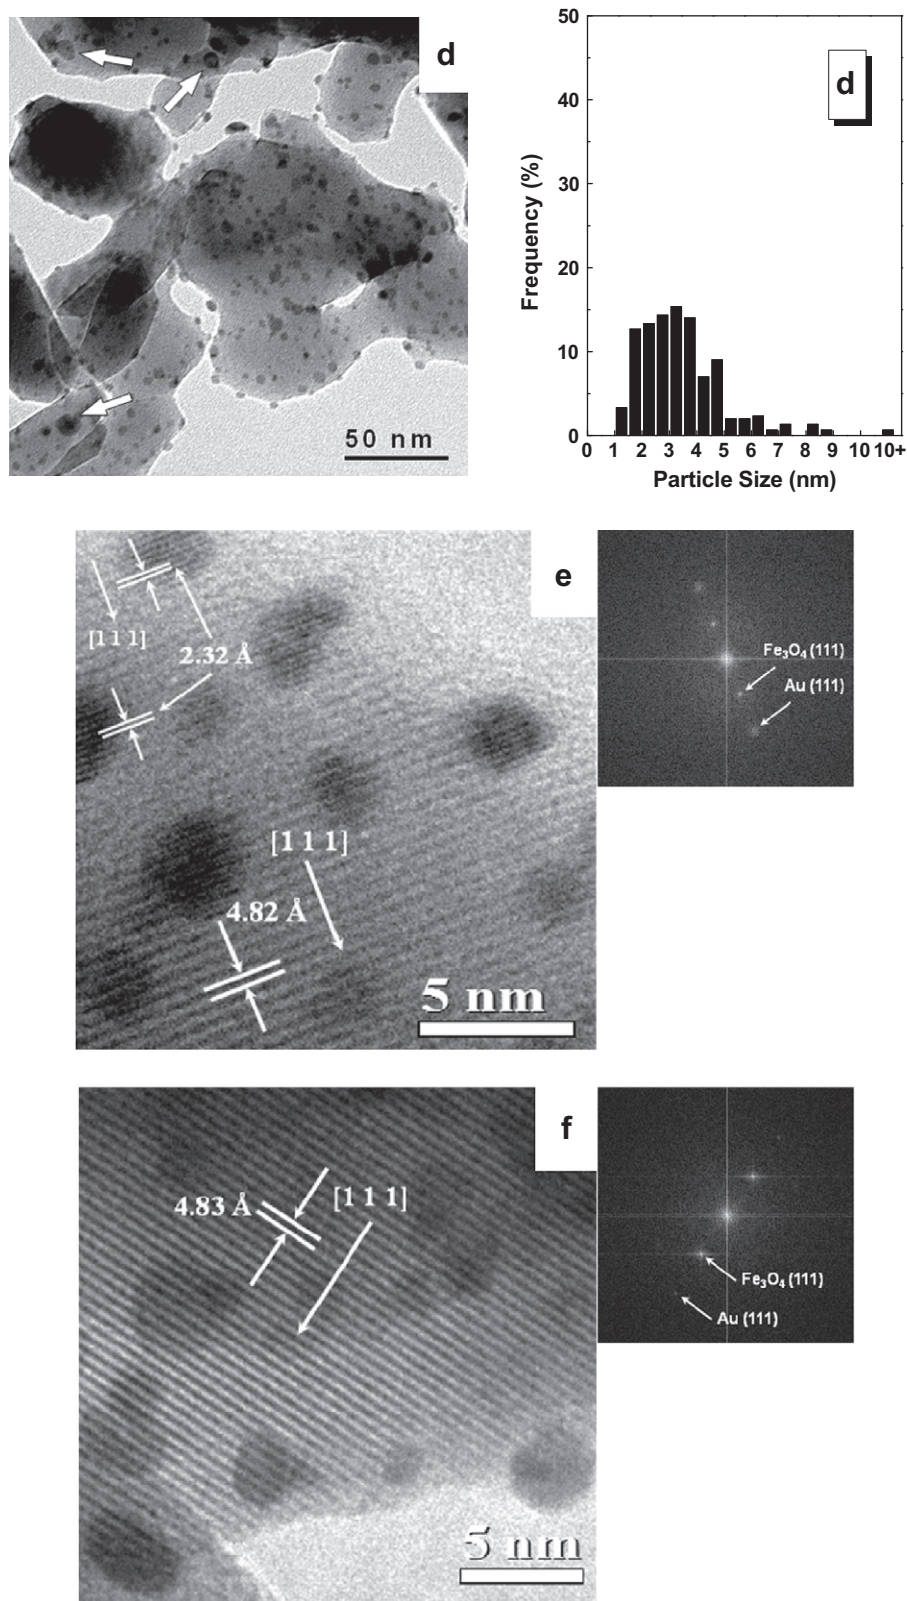 d
50 nm
50
40
30
20
10
0
Frequency (%)
d
0 1 2 3 4 5 6 7 8 9 10 10+
Particle Size (nm)
e
[1 1 1]
2.32 Å
[1 1 1]
4.82 Å
5 nm
Fe₃O₄ (111)
Au (111)
f
4.83 Å
[1 1 1]
5 nm
Fe₃O₄ (111)
Au (111)